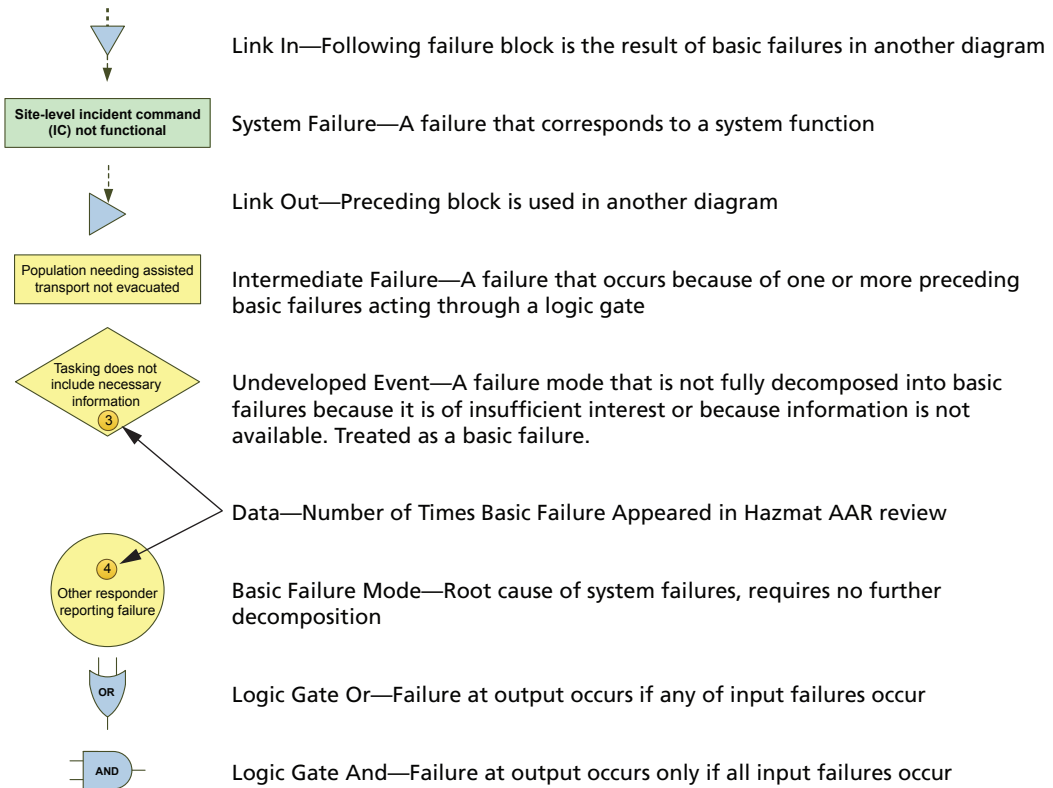 Link In—Following failure block is the result of basic failures in another diagram
Site-level incident command
(IC) not functional
System Failure—A failure that corresponds to a system function
Link Out—Preceding block is used in another diagram
Population needing assisted
transport not evacuated
Intermediate Failure—A failure that occurs because of one or more preceding
basic failures acting through a logic gate
Tasking does not
include necessary
information
3
Undeveloped Event—A failure mode that is not fully decomposed into basic
failures because it is of insufficient interest or because information is not
available. Treated as a basic failure.
Data—Number of Times Basic Failure Appeared in Hazmat AAR review
4
Other responder
reporting failure
Basic Failure Mode—Root cause of system failures, requires no further
decomposition
OR
Logic Gate Or—Failure at output occurs if any of input failures occur
AND
Logic Gate And—Failure at output occurs only if all input failures occur